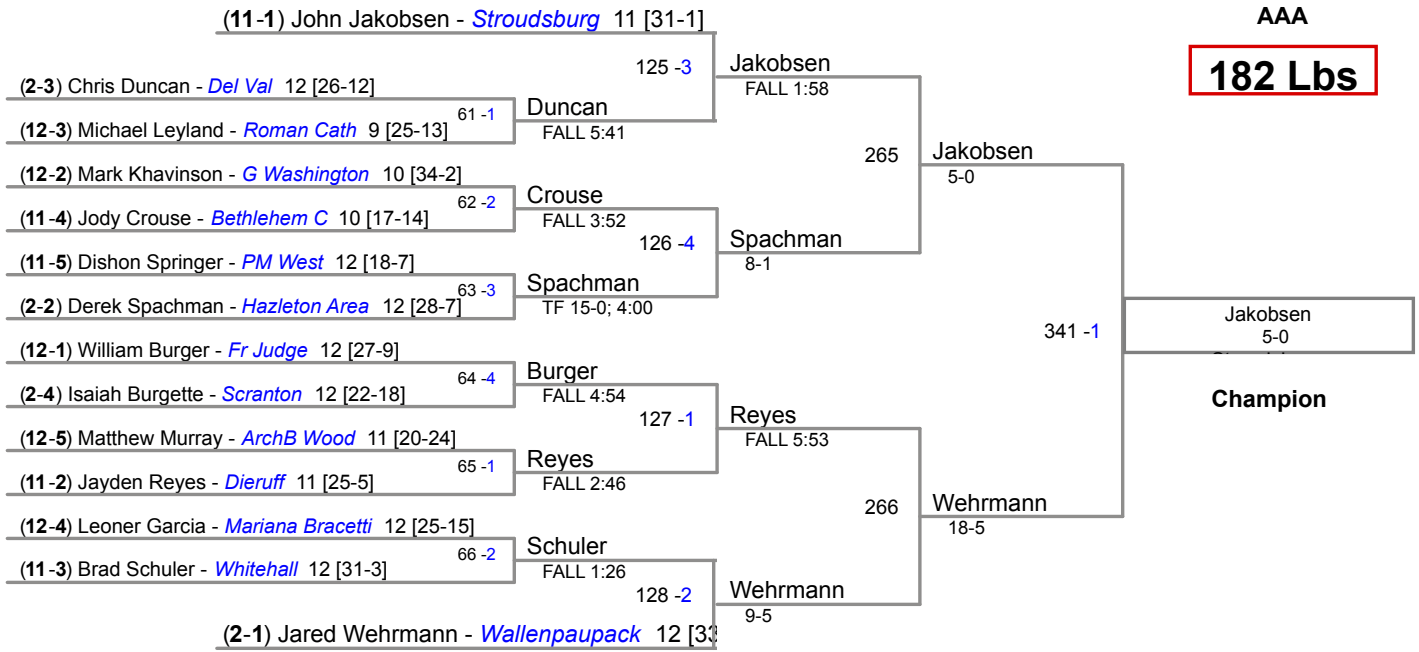 (11-1) John Jakobsen - Stroudsburg 11 [31-1]
AAA
182 Lbs
125 -3
Jakobsen
FALL 1:58
(2-3) Chris Duncan - Del Val 12 [26-12]
61 -1
Duncan
FALL 5:41
(12-3) Michael Leyland - Roman Cath 9 [25-13]
265
Jakobsen
5-0
(12-2) Mark Khavinson - G Washington 10 [34-2]
62 -2
Crouse
FALL 3:52
(11-4) Jody Crouse - Bethlehem C 10 [17-14]
126 -4
Spachman
8-1
(11-5) Dishon Springer - PM West 12 [18-7]
63 -3
Spachman
TF 15-0; 4:00
(2-2) Derek Spachman - Hazleton Area 12 [28-7]
341 -1
Jakobsen
5-0
Champion
(12-1) William Burger - Fr Judge 12 [27-9]
64 -4
Burger
FALL 4:54
(2-4) Isaiah Burgette - Scranton 12 [22-18]
127 -1
Reyes
FALL 5:53
(12-5) Matthew Murray - ArchB Wood 11 [20-24]
65 -1
Reyes
FALL 2:46
(11-2) Jayden Reyes - Dieruff 11 [25-5]
266
Wehrmann
18-5
(12-4) Leoner Garcia - Mariana Bracetti 12 [25-15]
66 -2
Schuler
FALL 1:26
(11-3) Brad Schuler - Whitehall 12 [31-3]
128 -2
Wehrmann
9-5
(2-1) Jared Wehrmann - Wallenpaupack 12 [33